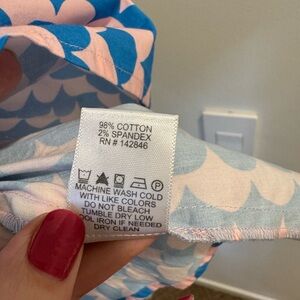 98% COTTON
2% SPANDEX
RN # 142846
MACHINE WASH COLD
WITH LIKE COLORS
DO NOT BLEACH
TUMBLE DRY LOW
OOL IRON IF NEEDED
DRY CLEAN